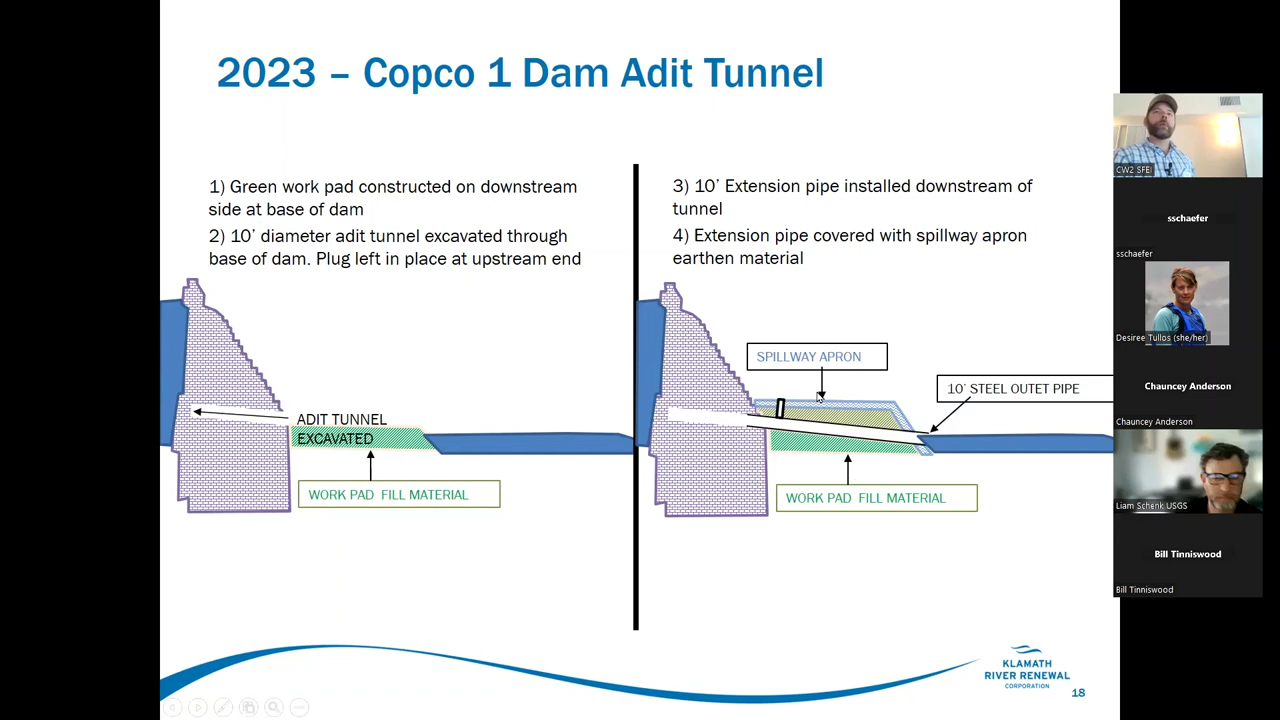 2023 – Copco 1 Dam Adit Tunnel
1) Green work pad constructed on downstream
side at base of dam
2) 10’ diameter adit tunnel excavated through
base of dam. Plug left in place at upstream end
ADIT TUNNEL
EXCAVATED
WORK PAD FILL MATERIAL
3) 10’ Extension pipe installed downstream of
tunnel
4) Extension pipe covered with spillway apron
earthen material
SPILLWAY APRON
10’ STEEL OUTET PIPE
WORK PAD FILL MATERIAL
KLAMATH
RIVER RENEWAL
CORPORATION
18
CW2 SFEI
sschaefer
sschaefer
Desiree Tullos (she/her)
Chauncey Anderson
Chauncey Anderson
Liam Schenk USGS
Bill Tinniswood
Bill Tinniswood